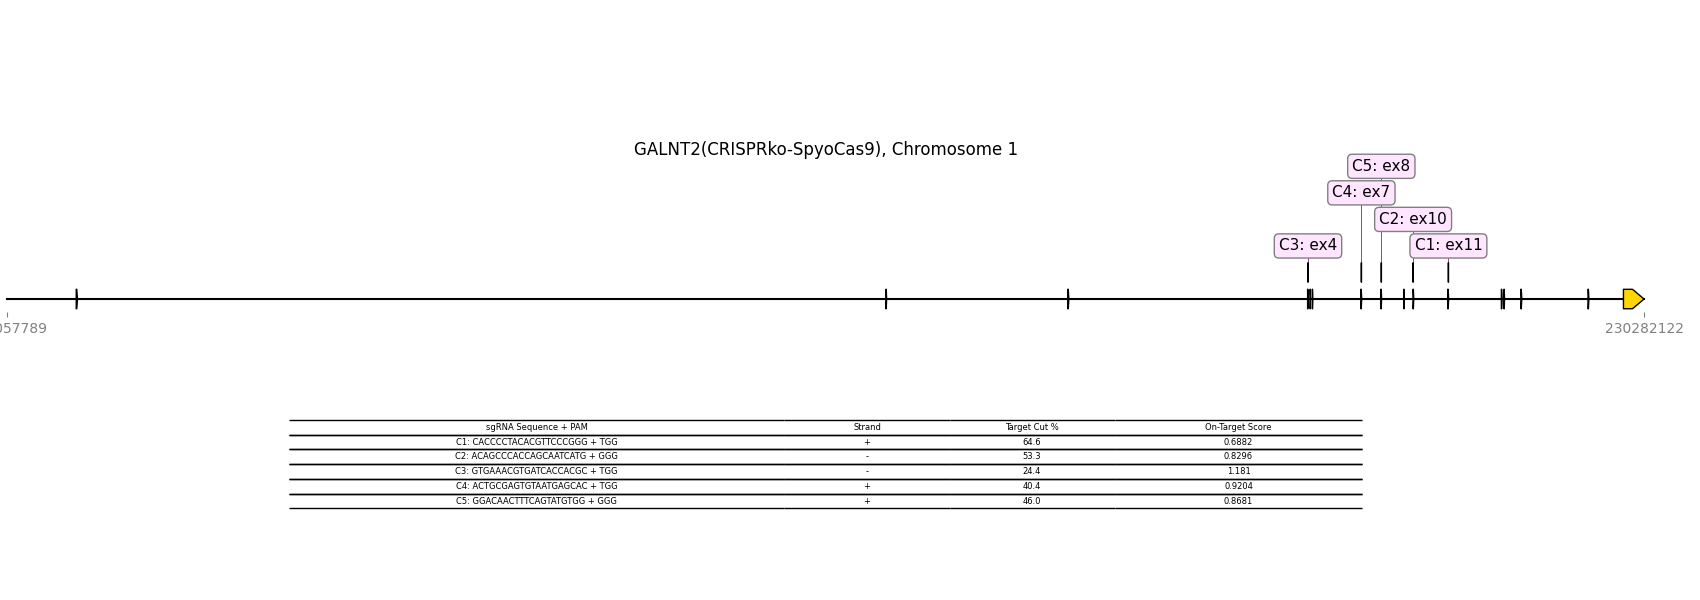 GALNT2(CRISPRko-SpyoCas9), Chromosome 1
C5: ex8
C4: ex7
C2: ex10
C3: ex4
C1: ex11
057789
230282122
sgRNA Sequence + PAM Strand Target Cut % On-Target Score
C1: CACCCCTACACGTTCCCGGG + TGG + 64.6 0.6882
C2: ACAGCCCACCAGCAATCATG + GGG - 53.3 0.8296
C3: GTGAAACGTGATCACCACGC + TGG - 24.4 1.181
C4: ACTGCGAGTGTAATGAGCAC + TGG + 40.4 0.9204
C5: GGACAACTTTCAGTATGTGG + GGG + 46.0 0.8681